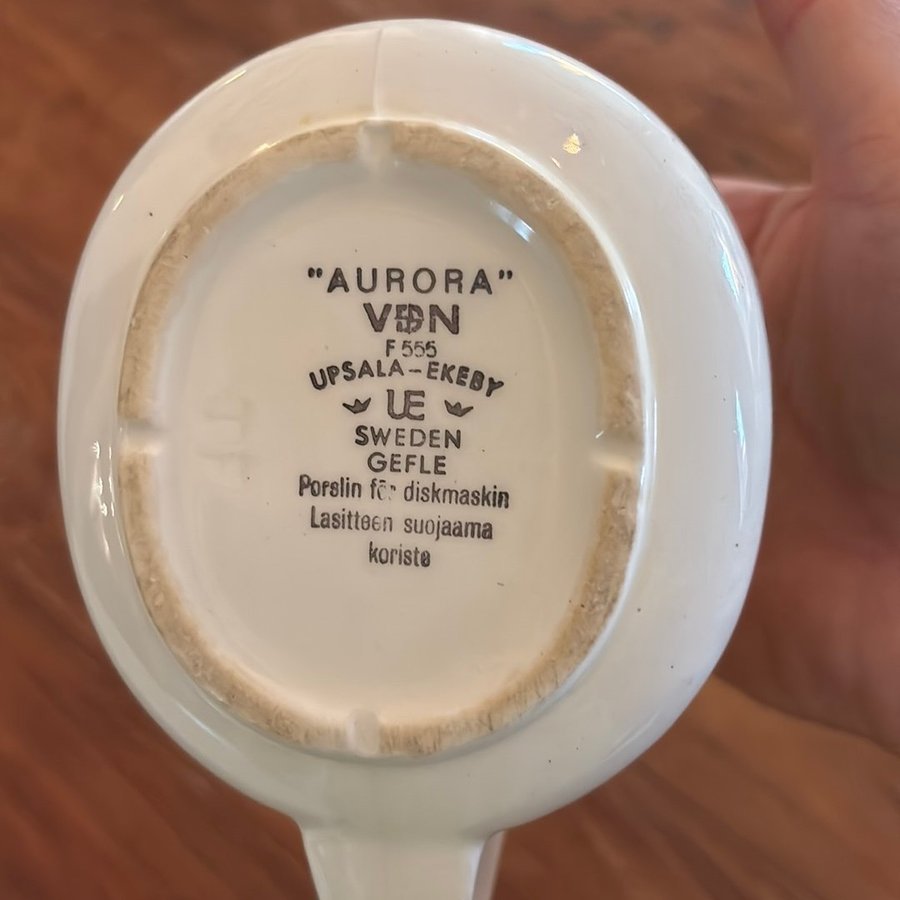 "AURORA"
VDN
F 555
UPSALA-EKEBY
UE
SWEDEN
GEFLE
Porslin för diskmaskin
Lasitteen suojaama
koriste